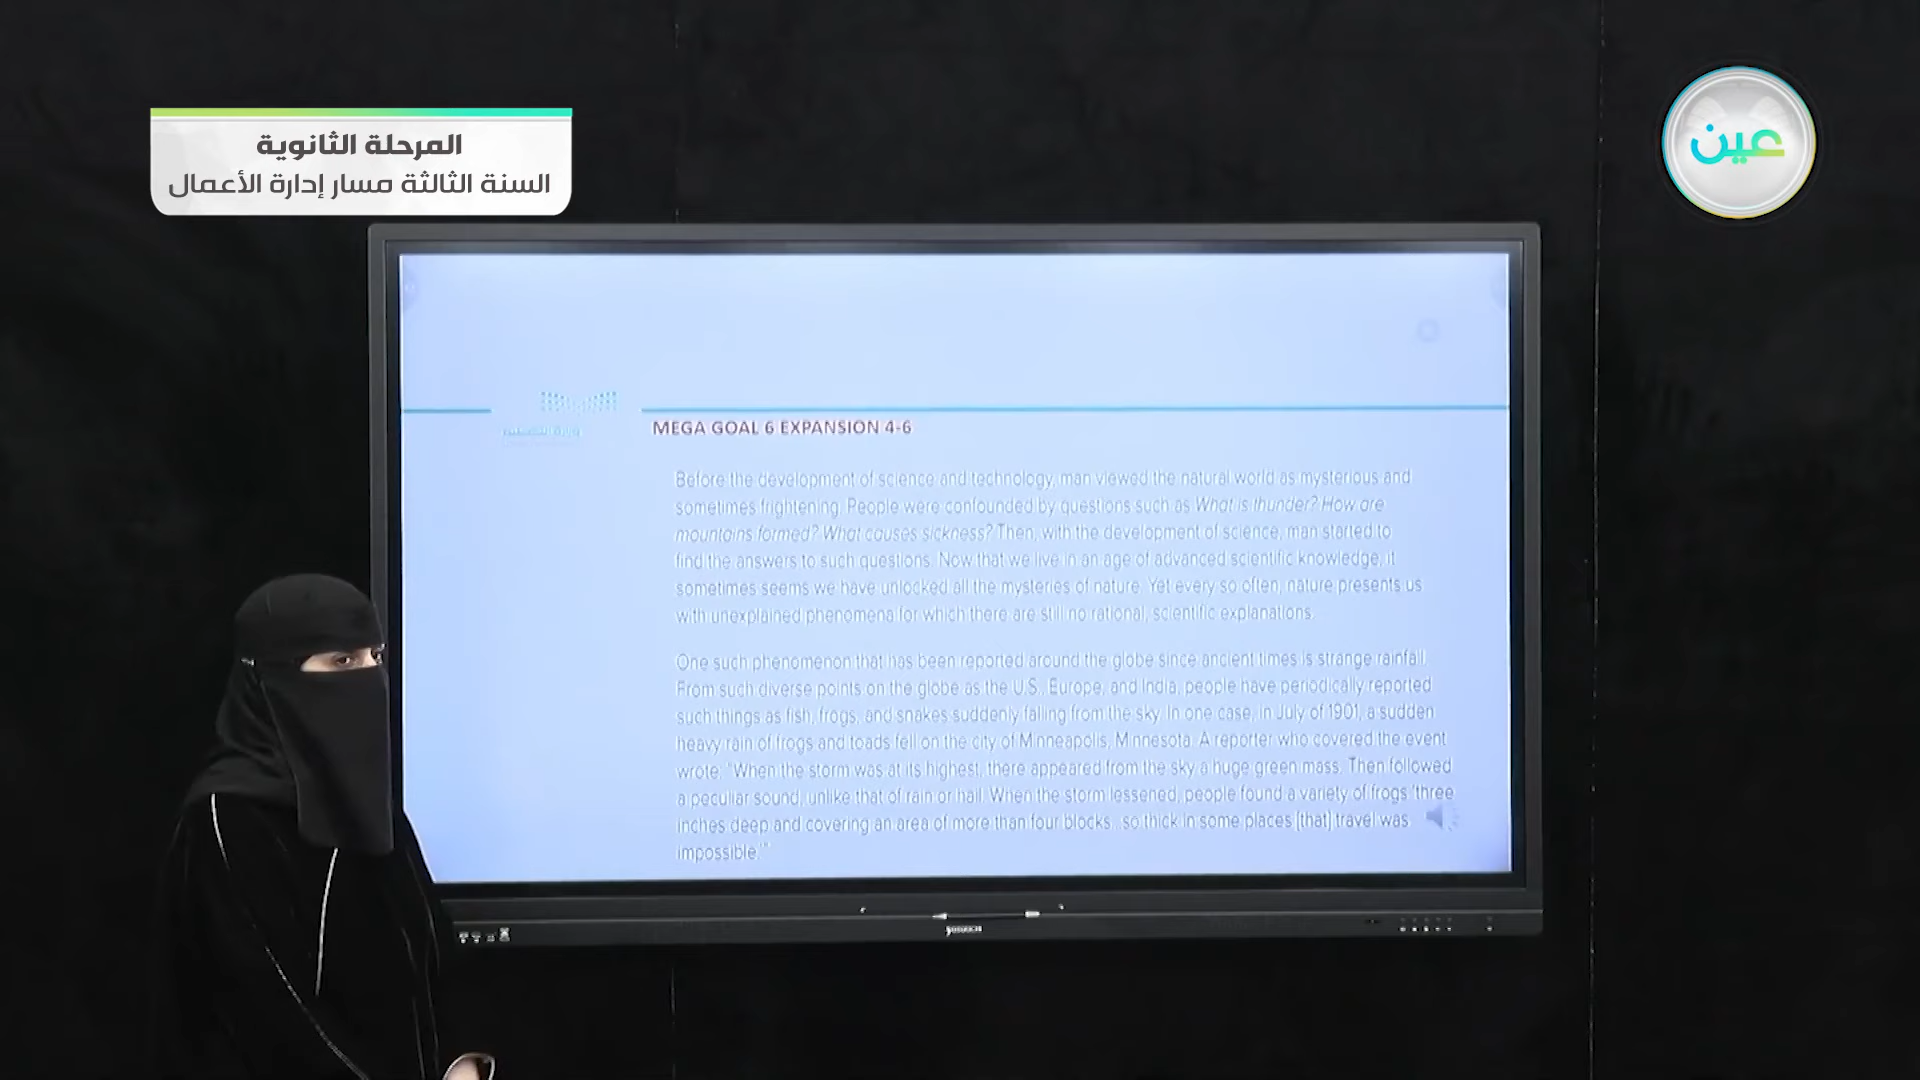 المرحلة الثانوية
السنة الثالثة مسار إدارة الأعمال
عين
MEGA GOAL 6 EXPANSION 4-6
Before the development of science and technology, man viewed the natural world as mysterious and
sometimes frightening. People were confounded by questions such as What is thunder? How are
mountains formed? What causes sickness? Then, with the development of science, man started to
find the answers to such questions. Now that we live in an age of advanced scientific knowledge, it
sometimes seems we have unlocked all the mysteries of nature. Yet every so often, nature presents us
with unexplained phenomena for which there are still no rational, scientific explanations.
One such phenomenon that has been reported around the globe since ancient times is strange rainfall.
From such diverse points on the globe as the U.S., Europe, and India, people have periodically reported
such things as fish, frogs, and snakes suddenly falling from the sky. In one case, in July of 1901, a sudden
heavy rain of frogs and toads fell on the city of Minneapolis, Minnesota. A reporter who covered the event
wrote: "When the storm was at its highest, there appeared from the sky a huge green mass. Then followed
a peculiar sound, unlike that of rain or hail. When the storm lessened, people found a variety of frogs 'three
inches deep and covering an area of more than four blocks...so thick in some places [that] travel was
impossible.'"